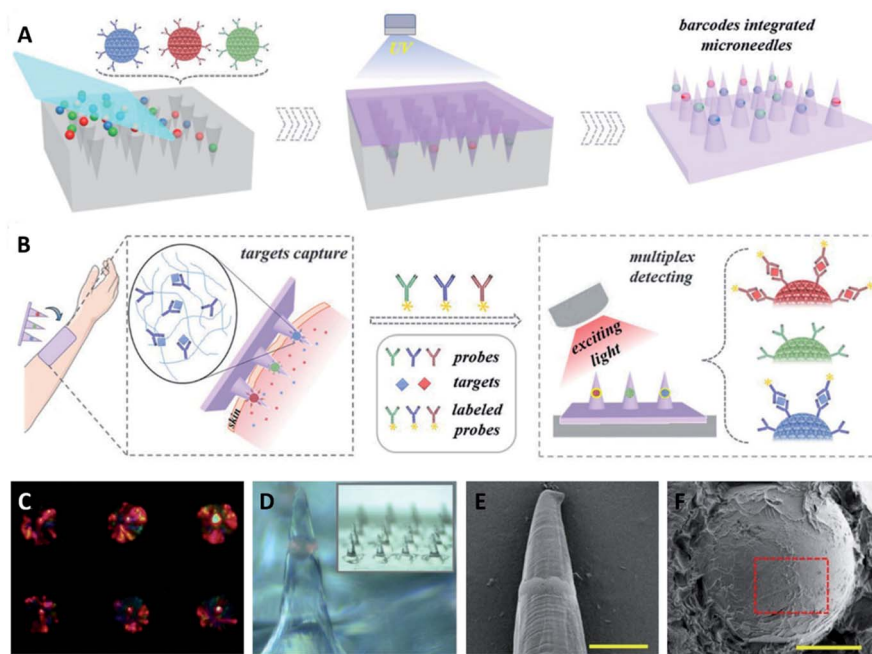 A
UV
barcodes integrated
microneedles
B
targets capture
skin
probes
targets
labeled
probes
multiplex
detecting
exciting
light
C
D
E
F